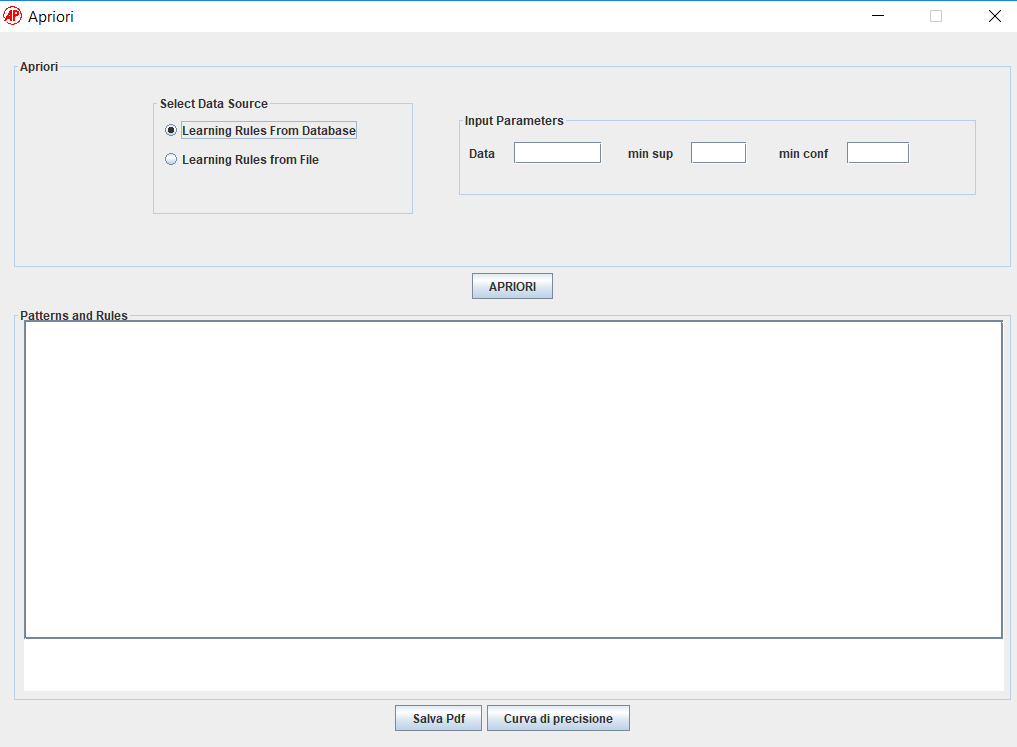 AP Apriori
Apriori
Select Data Source
Learning Rules From Database
Learning Rules from File
Input Parameters
Data min sup min conf
APRIORI
Patterns and Rules
Salva Pdf Curva di precisione